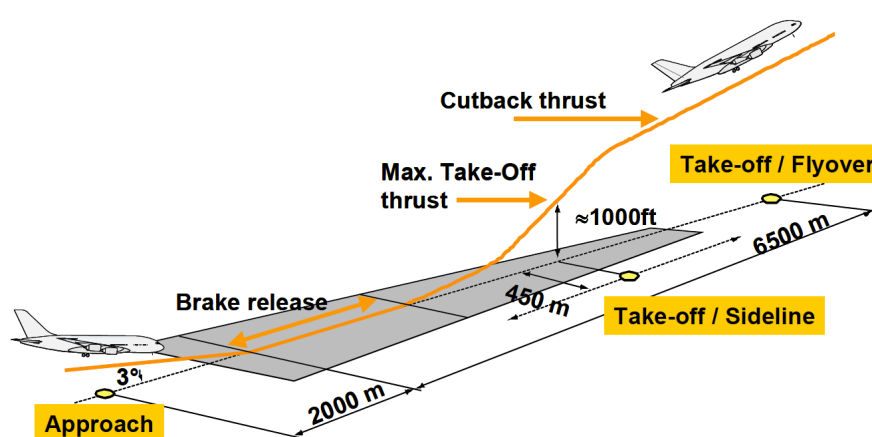 Cutback thrust
Max. Take-Off
thrust
Take-off / Flyover
≈1000ft
6500 m
Brake release
450 m
Take-off / Sideline
3°
2000 m
Approach